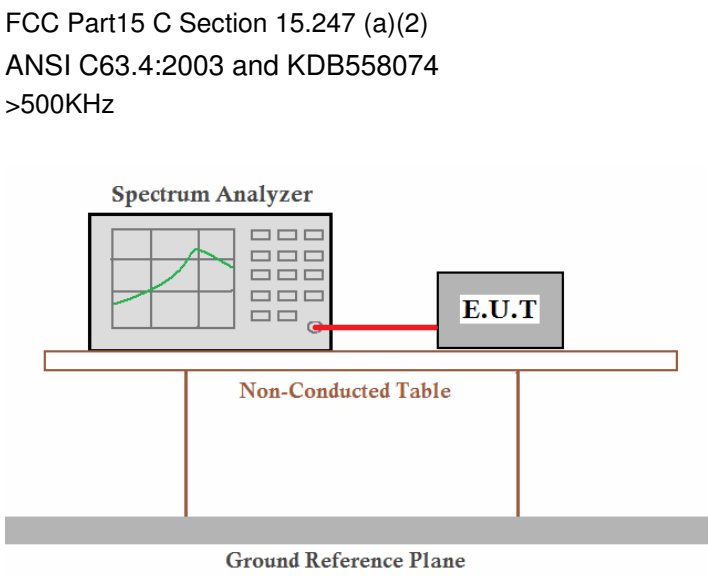 FCC Part15 C Section 15.247 (a)(2)
ANSI C63.4:2003 and KDB558074
>500KHz
Spectrum Analyzer
E.U.T
Non-Conducted Table
Ground Reference Plane